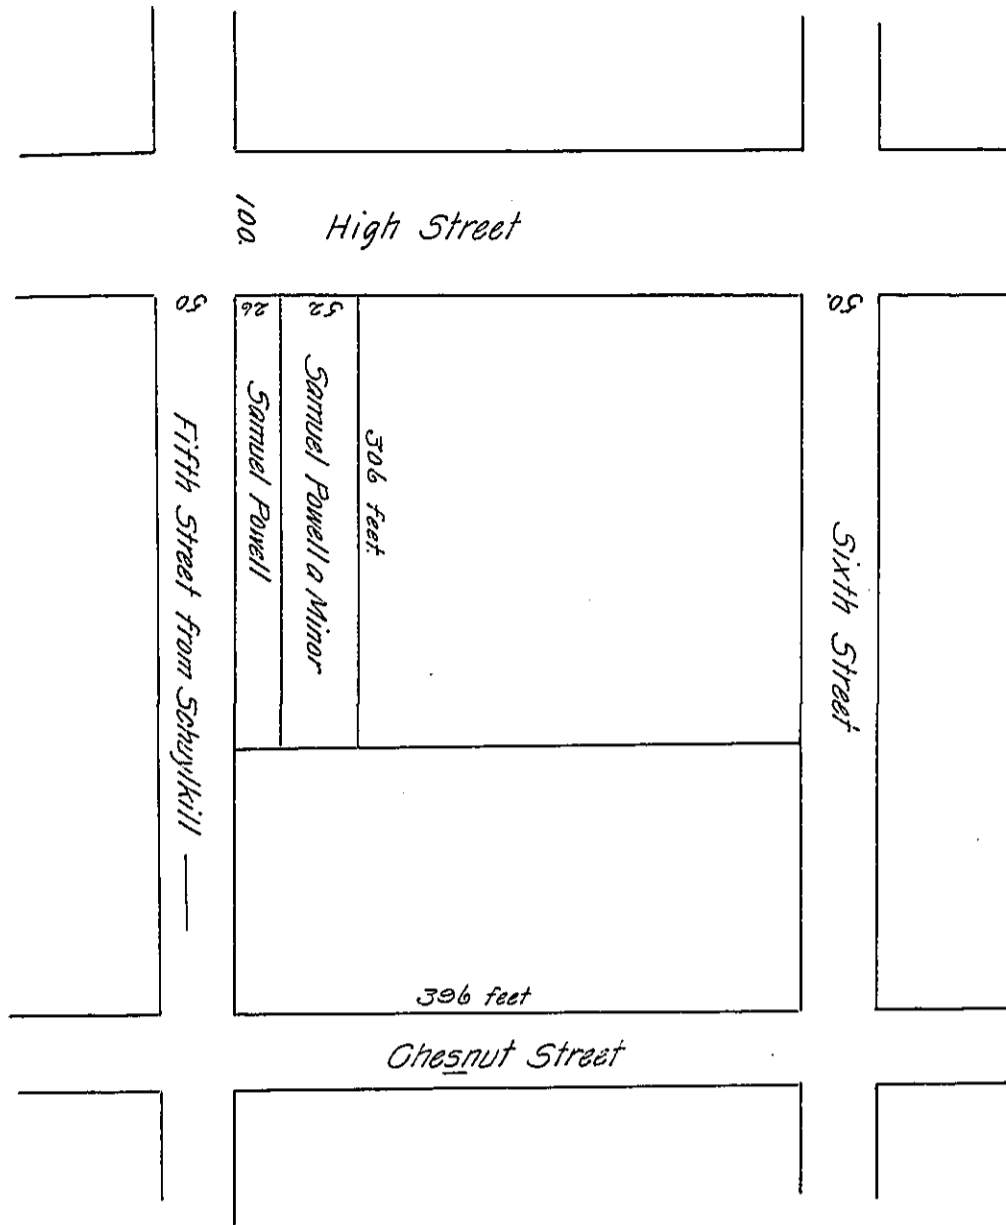 100.
High Street
50
26
52
50.
Samuel Powell
Samuel Powell a Minor
306 feet.
Fifth Street from Schuylkill —
Sixth Street
396 feet
Chesnut Street